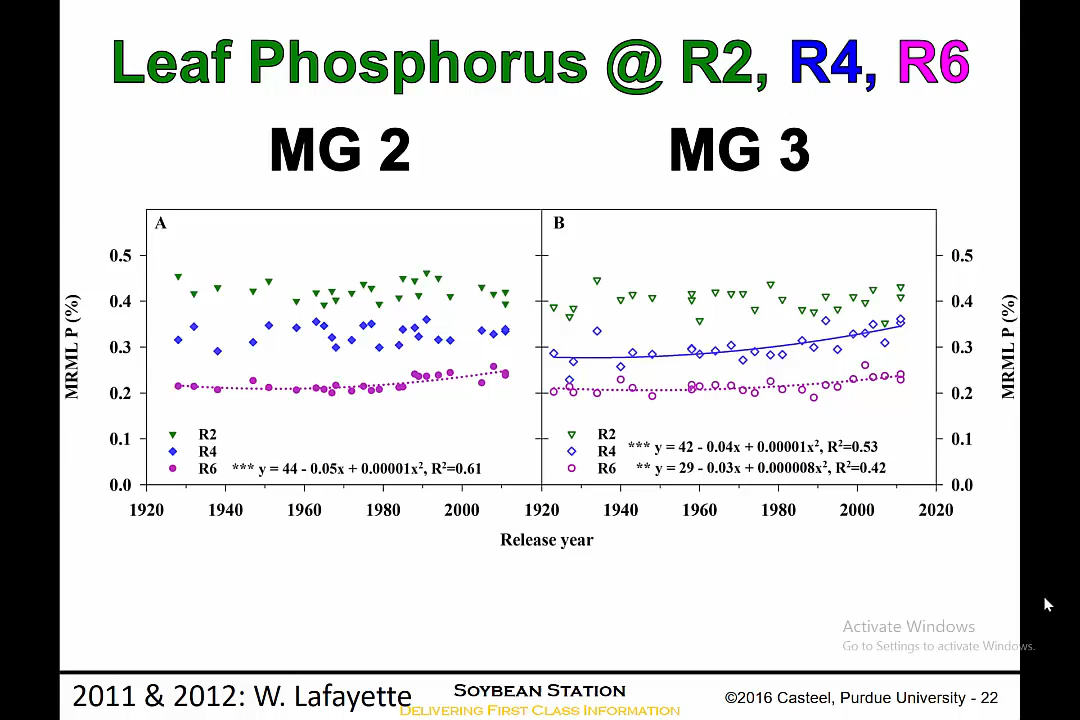 Leaf Phosphorus @ R2, R4, R6
MG 2 MG 3
A B
0.5 0.5
0.4 0.4
0.3 0.3
0.2 0.2
0.1 0.1
0.0 0.0
MRML P (%)
MRML P (%)
R2
R4
R6 *** y = 44 - 0.05x + 0.00001x², R²=0.61
R2
R4 *** y = 42 - 0.04x + 0.00001x², R²=0.53
R6 ** y = 29 - 0.03x + 0.000008x², R²=0.42
1920 1940 1960 1980 2000 1920 1940 1960 1980 2000 2020
Release year
Activate Windows
Go to Settings to activate Windows.
2011 & 2012: W. Lafayette
Soybean Station
Delivering First Class Information
©2016 Casteel, Purdue University - 22